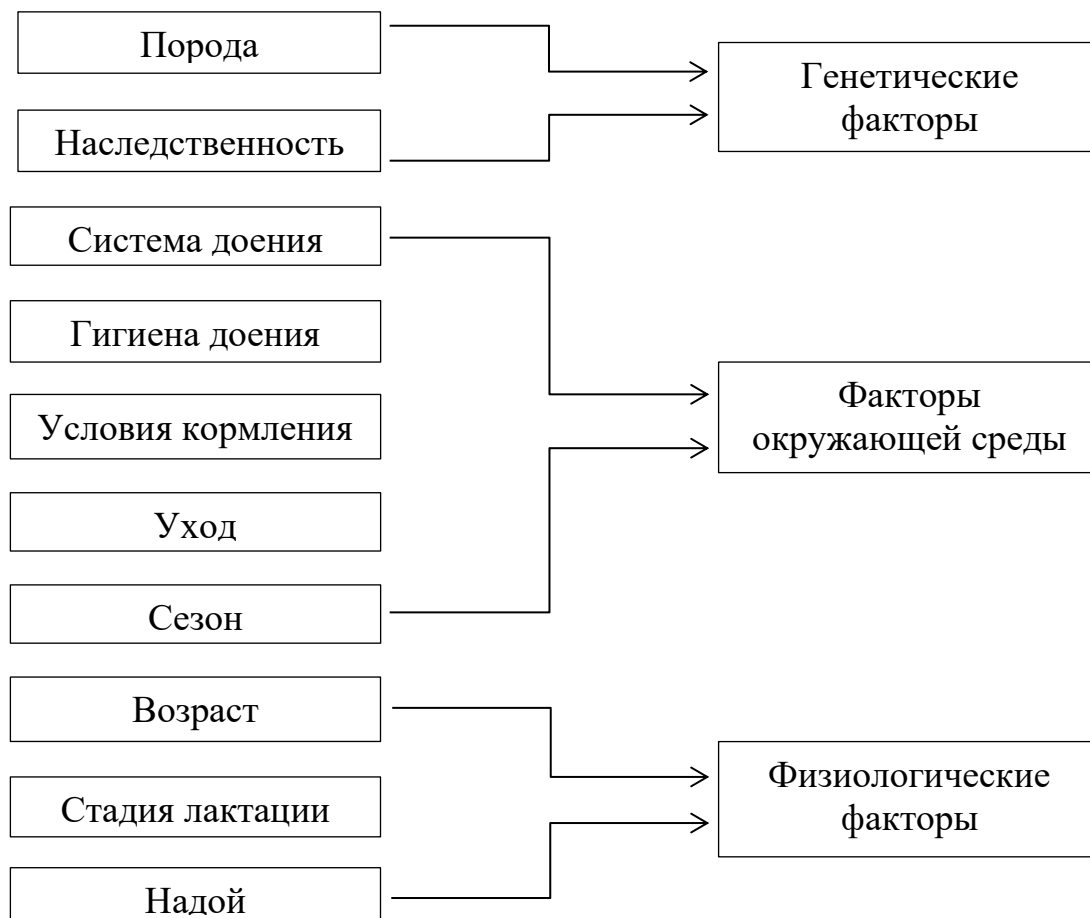 Порода
Наследственность
Генетические
факторы
Система доения
Гигиена доения
Условия кормления
Уход
Сезон
Факторы
окружающей среды
Возраст
Стадия лактации
Надой
Физиологические
факторы